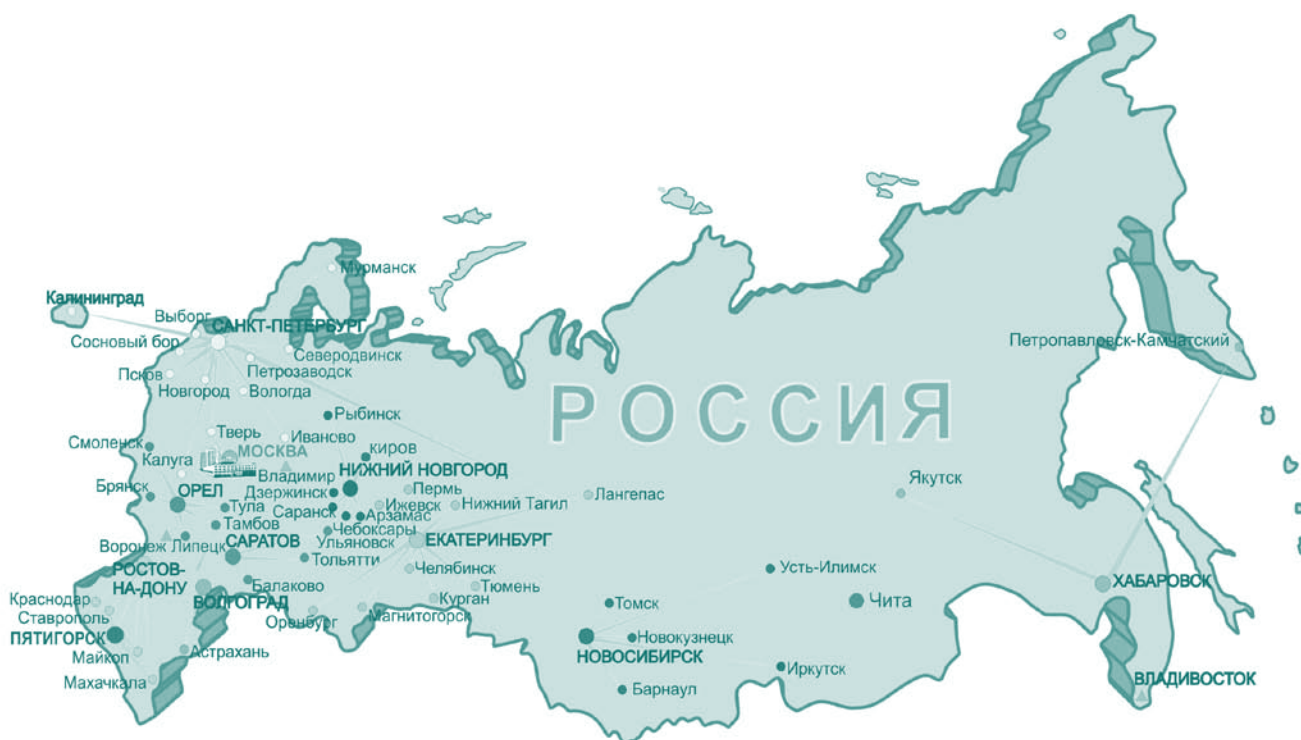 Мурманск
Калининград
Выборг
САНКТ-ПЕТЕРБУРГ
Сосновый бор
Северодвинск
Петрозаводск
Псков
Новгород
Вологда
Петропавловск-Камчатский
РОССИЯ
Рыбинск
Тверь
Иваново
Смоленск
МОСКВА
киров
Калуга
Владимир
НИЖНИЙ НОВГОРОД
Брянск
ОРЕЛ
Дзержинск
Пермь
Лангепас
Якутск
Тула
Саранск
Ижевск
Нижний Тагил
Арзамас
Тамбов
Чебоксары
Воронеж
Липецк
САРАТОВ
Ульяновск
ЕКАТЕРИНБУРГ
Тольятти
Челябинск
Усть-Илимск
РОСТОВ-
НА-ДОНУ
Балаково
Тюмень
ХАБАРОВСК
Краснодар
ВОЛГОГРАД
Курган
Томск
Чита
Ставрополь
Оренбург
Магнитогорск
ПЯТИГОРСК
Новокузнецк
Майкоп
Астрахань
НОВОСИБИРСК
Иркутск
Махачкала
Барнаул
ВЛАДИВОСТОК